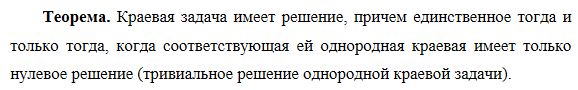 Теорема. Краевая задача имеет решение, причем единственное тогда и
только тогда, когда соответствующая ей однородная краевая имеет только
нулевое решение (тривиальное решение однородной краевой задачи).